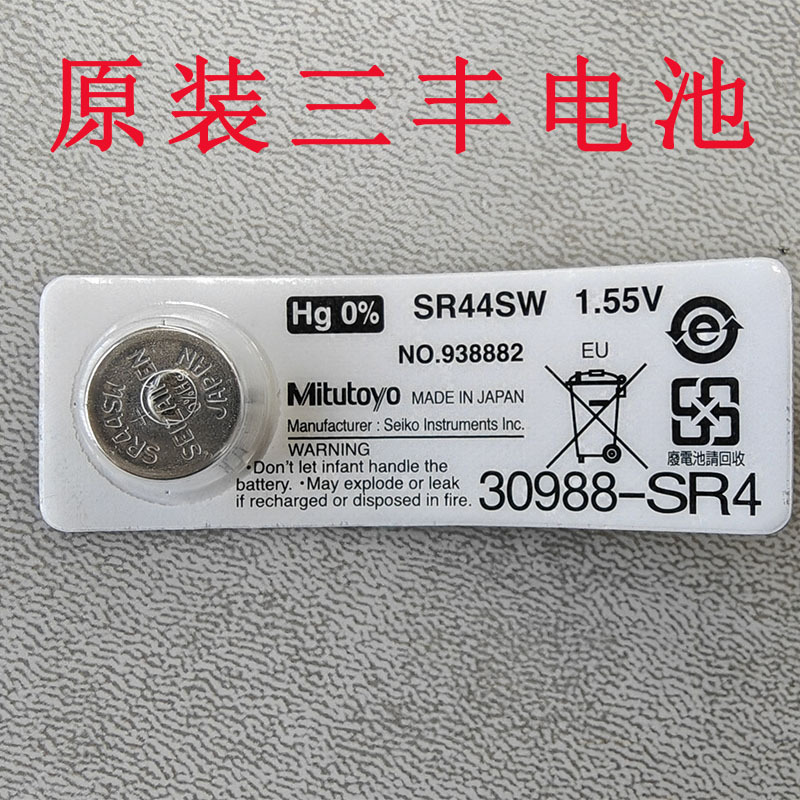 原装三丰电池
Hg 0% SR44SW 1.55V
NO.938882 EU
Mitutoyo MADE IN JAPAN
Manufacturer : Seiko Instruments Inc.
WARNING
・Don't let infant handle the
battery. ・May explode or leak
if recharged or disposed in fire.
30988-SR4
廢電池請回收
e
JAPAN
SEIZAIKEN
SR44